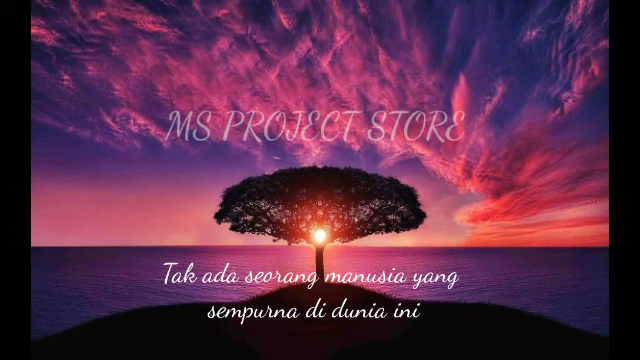 MS PROJECT STORE
Tak ada seorang manusia yang
sempurna di dunia ini